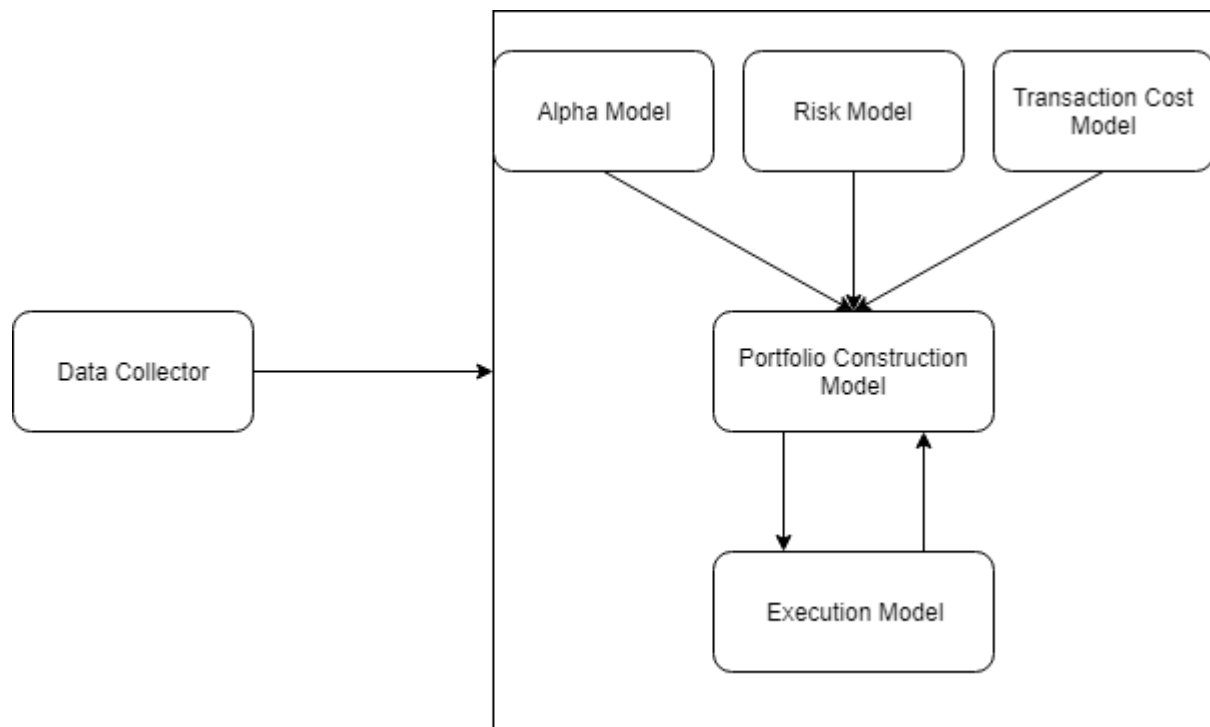 Alpha Model
Risk Model
Transaction Cost
Model
Data Collector
Portfolio Construction
Model
Execution Model